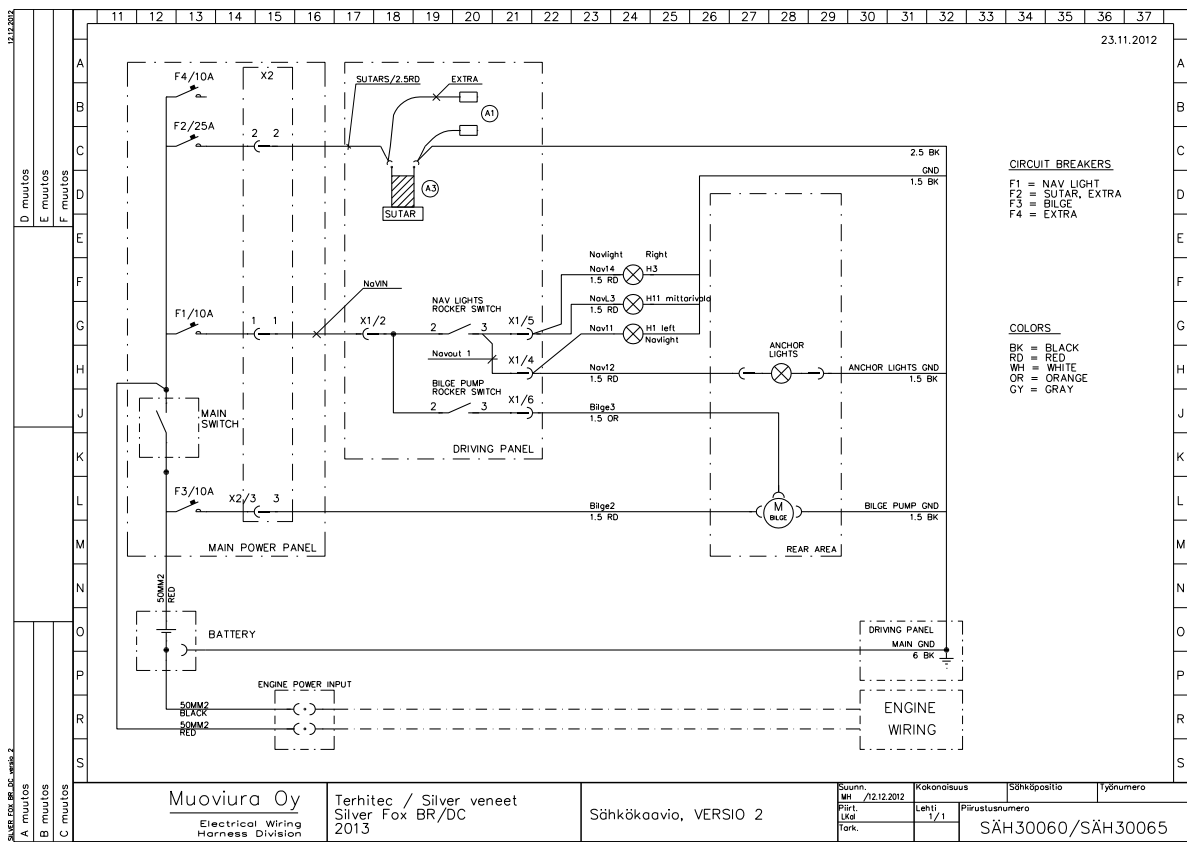 11 12 13 14 15 16 17 18 19 20 21 22 23 24 25 26 27 28 29 30 31 32 33 34 35 36 37
12.12.2012
23.11.2012
A
B
C
D
E
F
G
H
J
K
L
M
N
O
P
R
S
A
B
C
D
E
F
G
H
J
K
L
M
N
O
P
R
S
D muutos
E muutos
F muutos
A muutos
B muutos
C muutos
SILVER FOX BR DC versio 2
F4/10A
X2
F2/25A
2 2
SUTARS/2.5RD
EXTRA
A1
A3
SUTAR
2.5 BK
GND
1.5 BK
CIRCUIT BREAKERS
F1 = NAV LIGHT
F2 = SUTAR, EXTRA
F3 = BILGE
F4 = EXTRA
NaVIN
F1/10A
1 1
X1/2
NAV LIGHTS
ROCKER SWITCH
2 3
X1/5
Navout 1
X1/4
BILGE PUMP
ROCKER SWITCH
2 3
X1/6
DRIVING PANEL
Navlight Right
Nav14 H3
1.5 RD
NavL3 H11 mittarivalo
1.5 RD
Nav11 H1 left
Navlight
Nav12
1.5 RD
Bilge3
1.5 OR
ANCHOR
LIGHTS
ANCHOR LIGHTS GND
1.5 BK
COLORS
BK = BLACK
RD = RED
WH = WHITE
OR = ORANGE
GY = GRAY
MAIN
SWITCH
F3/10A
X2/3 3
MAIN POWER PANEL
Bilge2
1.5 RD
M
BILGE
BILGE PUMP GND
1.5 BK
REAR AREA
50MM2
RED
BATTERY
DRIVING PANEL
MAIN GND
6 BK
ENGINE POWER INPUT
50MM2
BLACK
50MM2
RED
ENGINE
WIRING
Muoviura Oy
Electrical Wiring
Harness Division
Terhitec / Silver veneet
Silver Fox BR/DC
2013
Sähkökaavio, VERSIO 2
Suunn.
MH /12.12.2012
Piirt.
LKal
Tark.
Kokonaisuus
Sähköpositio
Työnumero
Lehti
1/1
Piirustusnumero
SÄH30060/SÄH30065